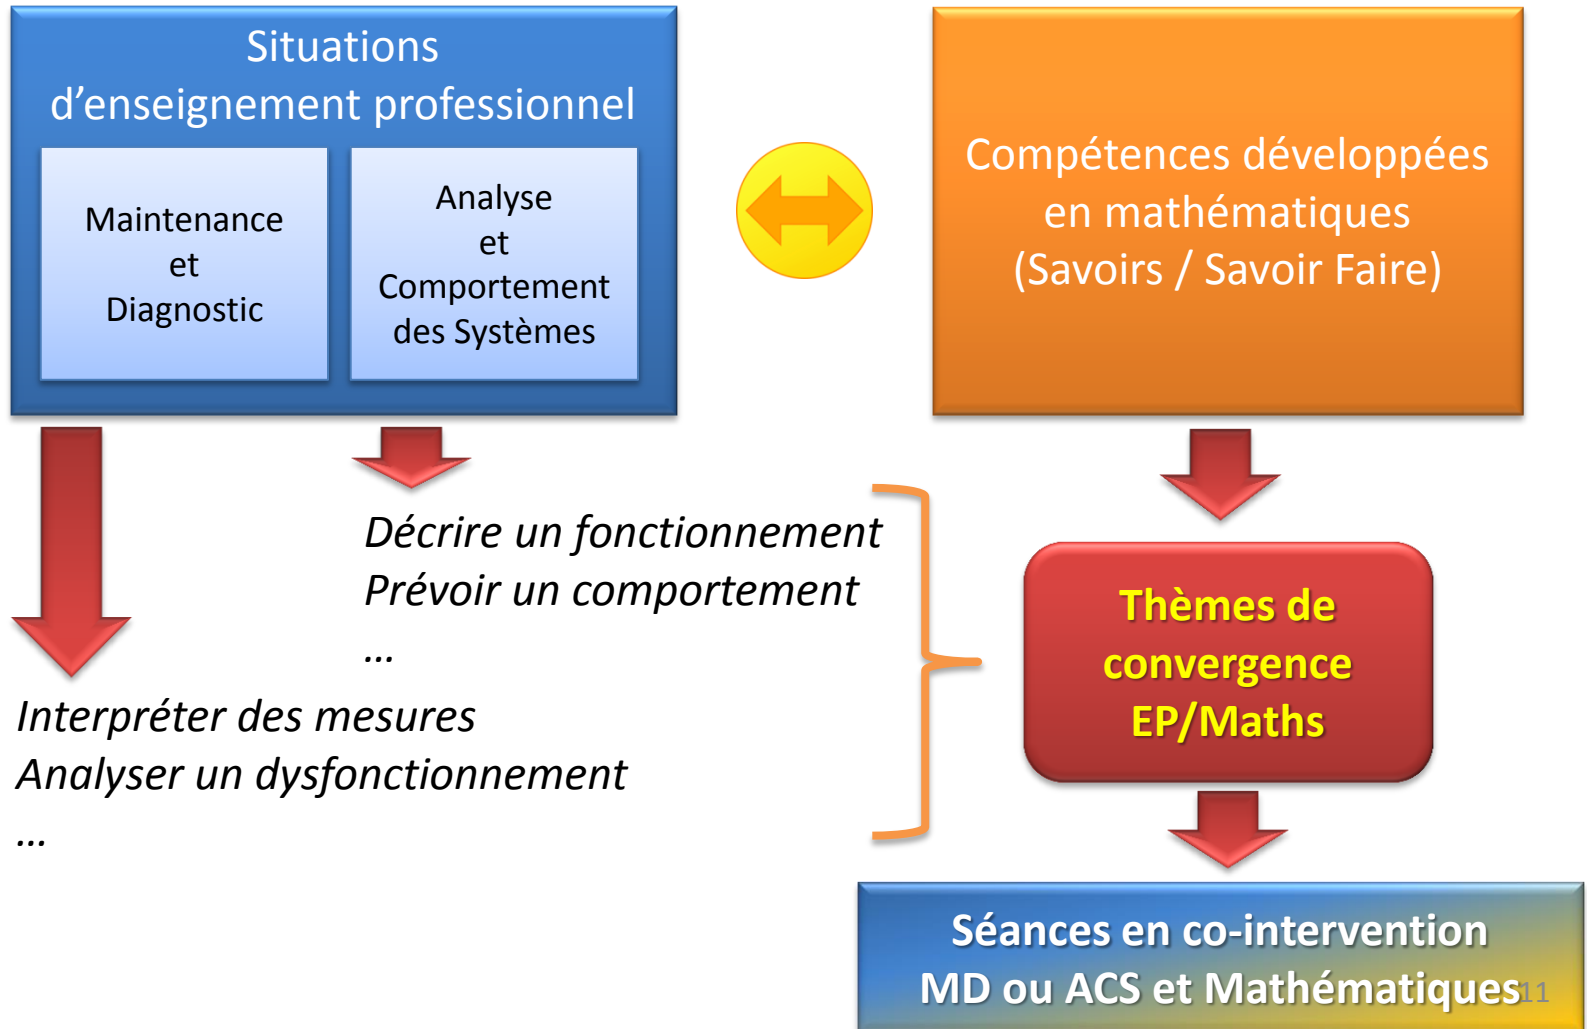 Situations
d'enseignement professionnel
Maintenance
et
Diagnostic
Analyse
et
Comportement
des Systèmes
Compétences développées
en mathématiques
(Savoirs / Savoir Faire)
Décrire un fonctionnement
Prévoir un comportement
…
Interpréter des mesures
Analyser un dysfonctionnement
…
Thèmes de
convergence
EP/Maths
Séances en co-intervention
MD ou ACS et Mathématiques
11